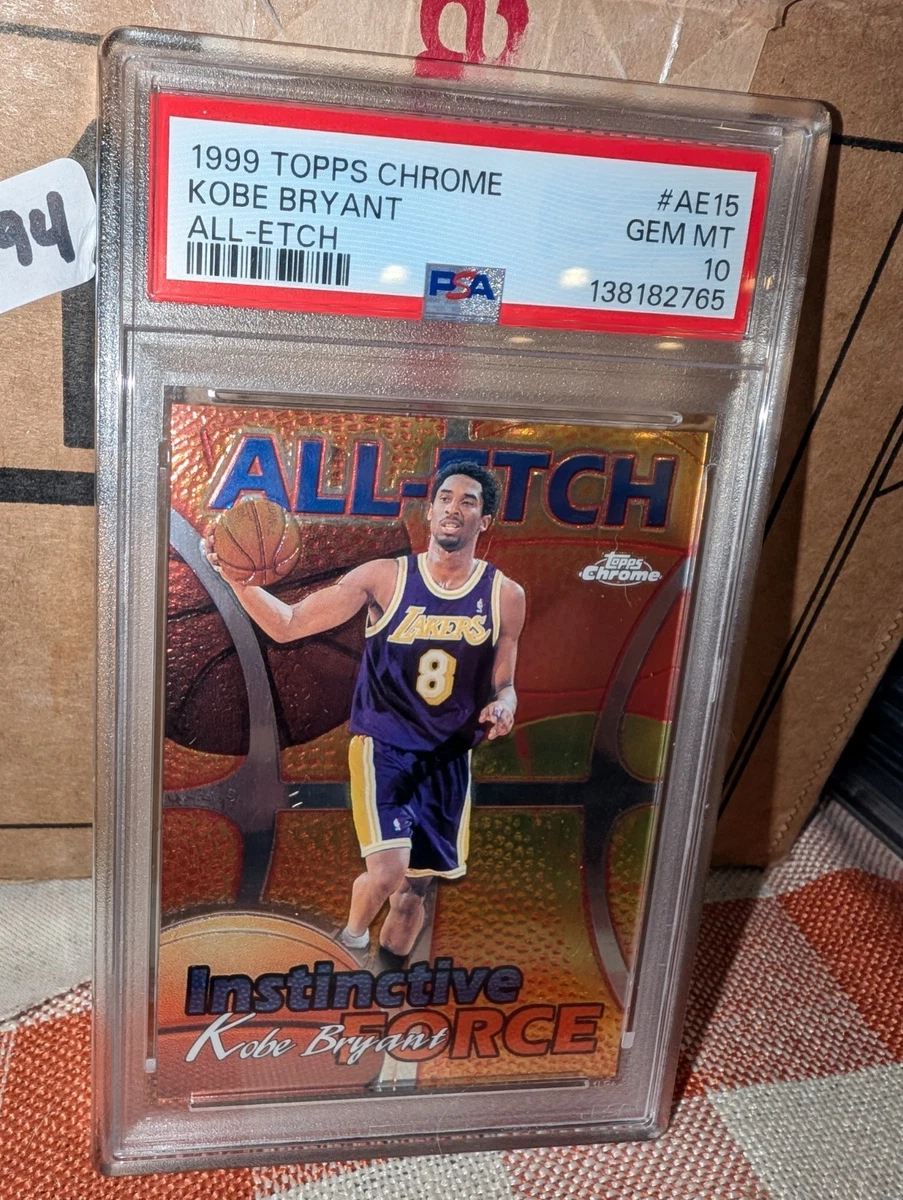 94
1999 TOPPS CHROME
KOBE BRYANT
ALL-ETCH
#AE15
GEM MT
10
138182765
PSA
ALL-ETCH
Topps
Chrome
LAKERS
8
Instinctive
FORCE
Kobe Bryant